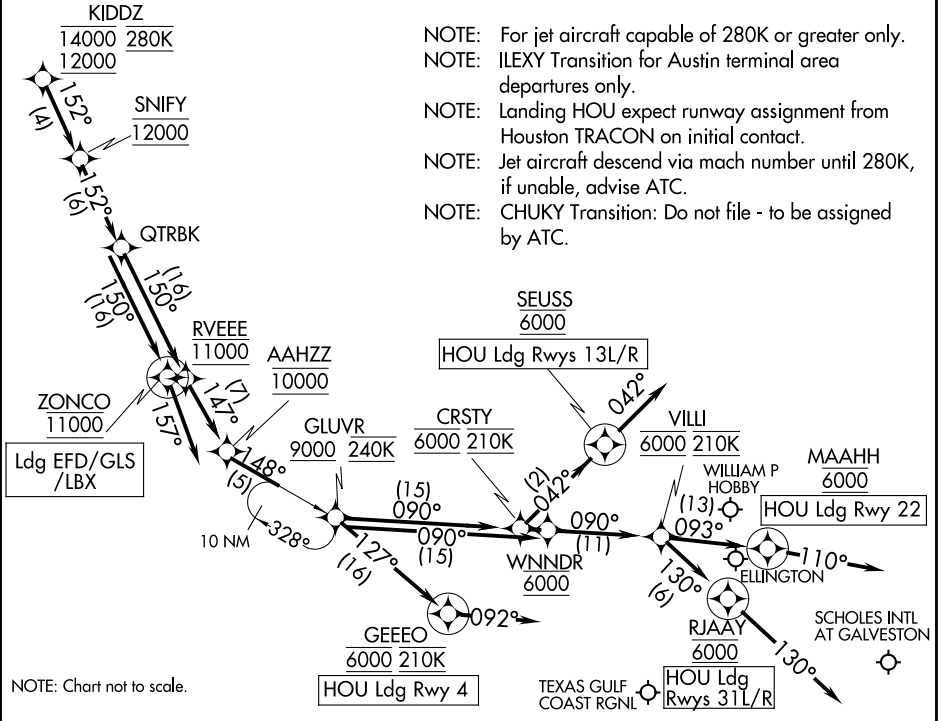 KIDDZ
14000 280K
12000
152°
(4)
SNIFY
12000
152°
(6)
QTRBK
150°
(16)
150°
(16)
RVEEE
11000
ZONCO
11000
Ldg EFD/GLS
/LBX
157°
147°
(7)
AAHZZ
10000
148°
(5)
10 NM
328°
GLUVR
9000 240K
(15)
090°
090°
(15)
127°
(16)
GEEEO
6000 210K
HOU Ldg Rwy 4
092°
CRSTY
6000 210K
(2)
042°
SEUSS
6000
HOU Ldg Rwys 13L/R
042°
WNNDR
6000
090°
(11)
VILLI
6000 210K
(13)
093°
WILLIAM P
HOBBY
MAAHH
6000
HOU Ldg Rwy 22
110°
ELLINGTON
130°
(6)
RJAAY
6000
HOU Ldg
Rwys 31L/R
130°
SCHOLES INTL
AT GALVESTON
TEXAS GULF
COAST RGNL
NOTE: For jet aircraft capable of 280K or greater only.
NOTE: ILEXY Transition for Austin terminal area
departures only.
NOTE: Landing HOU expect runway assignment from
Houston TRACON on initial contact.
NOTE: Jet aircraft descend via mach number until 280K,
if unable, advise ATC.
NOTE: CHUKY Transition: Do not file - to be assigned
by ATC.
NOTE: Chart not to scale.